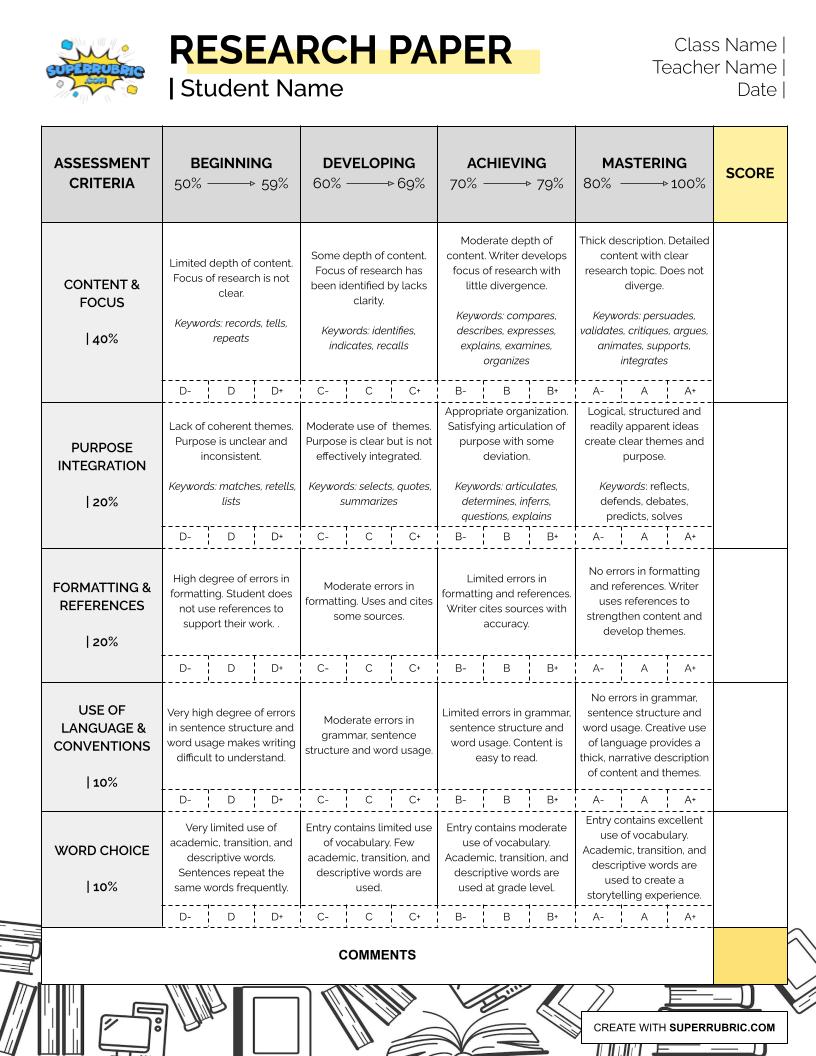 SUPERRUBRIC
.COM
RESEARCH PAPER
| Student Name
Class Name |
Teacher Name |
Date |
ASSESSMENT
CRITERIA
BEGINNING
50% 59%
DEVELOPING
60% 69%
ACHIEVING
70% 79%
MASTERING
80% 100%
SCORE
CONTENT &
FOCUS
| 40%
Limited depth of content.
Focus of research is not
clear.
Keywords: records, tells,
repeats
Some depth of content.
Focus of research has
been identified by lacks
clarity.
Keywords: identifies,
indicates, recalls
Moderate depth of
content. Writer develops
focus of research with
little divergence.
Keywords: compares,
describes, expresses,
explains, examines,
organizes
Thick description. Detailed
content with clear
research topic. Does not
diverge.
Keywords: persuades,
validates, critiques, argues,
animates, supports,
integrates
D- D D+ C- C C+ B- B B+ A- A A+
PURPOSE
INTEGRATION
| 20%
Lack of coherent themes.
Purpose is unclear and
inconsistent.
Keywords: matches, retells,
lists
Moderate use of  themes.
Purpose is clear but is not
effectively integrated.
Keywords: selects, quotes,
summarizes
Appropriate organization.
Satisfying articulation of
purpose with some
deviation.
Keywords: articulates,
determines, inferrs,
questions, explains
Logical, structured and
readily apparent ideas
create clear themes and
purpose.
Keywords: reflects,
defends, debates,
predicts, solves
D- D D+ C- C C+ B- B B+ A- A A+
FORMATTING &
REFERENCES
| 20%
High degree of errors in
formatting. Student does
not use references to
support their work. .
Moderate errors in
formatting. Uses and cites
some sources.
Limited errors in
formatting and references.
Writer cites sources with
accuracy.
No errors in formatting
and references. Writer
uses references to
strengthen content and
develop themes.
D- D D+ C- C C+ B- B B+ A- A A+
USE OF
LANGUAGE &
CONVENTIONS
| 10%
Very high degree of errors
in sentence structure and
word usage makes writing
difficult to understand.
Moderate errors in
grammar, sentence
structure and word usage.
Limited errors in grammar,
sentence structure and
word usage. Content is
easy to read.
No errors in grammar,
sentence structure and
word usage. Creative use
of language provides a
thick, narrative description
of content and themes.
D- D D+ C- C C+ B- B B+ A- A A+
WORD CHOICE
| 10%
Very limited use of
academic, transition, and
descriptive words.
Sentences repeat the
same words frequently.
Entry contains limited use
of vocabulary. Few
academic, transition, and
descriptive words are
used.
Entry contains moderate
use of vocabulary.
Academic, transition, and
descriptive words are
used at grade level.
Entry contains excellent
use of vocabulary.
Academic, transition, and
descriptive words are
used to create a
storytelling experience.
D- D D+ C- C C+ B- B B+ A- A A+
COMMENTS
CREATE WITH SUPERRUBRIC.COM